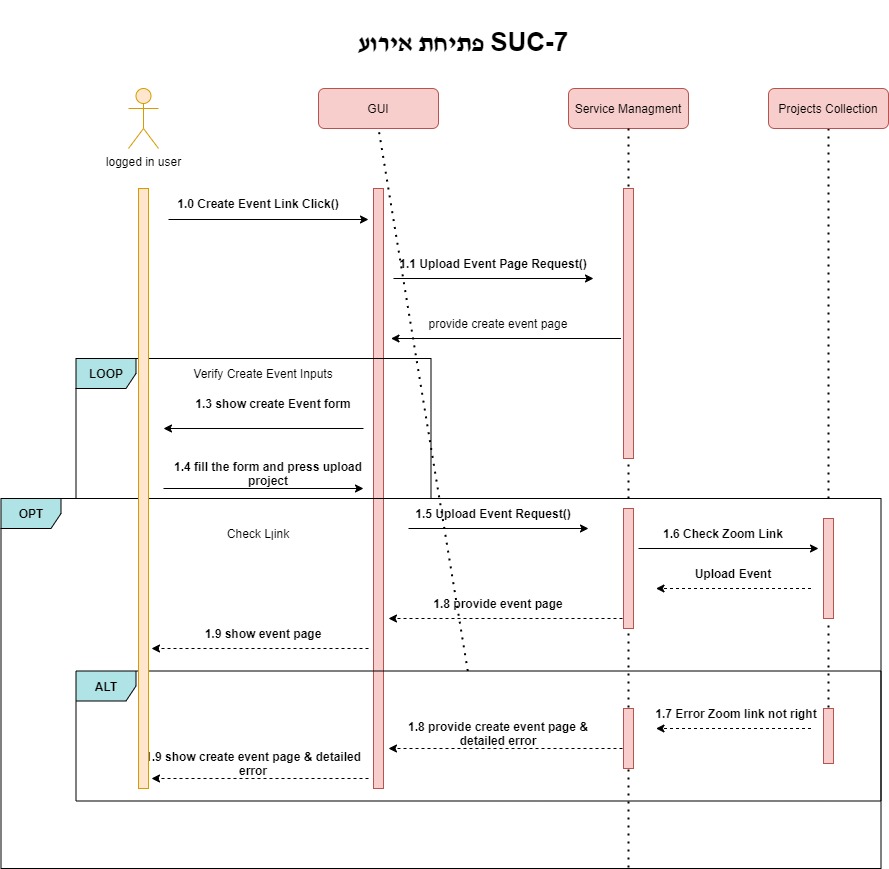 SUC-7 פתיחת אירוע
GUI
Service Managment
Projects Collection
logged in user
1.0 Create Event Link Click()
1.1 Upload Event Page Request()
provide create event page
LOOP
Verify Create Event Inputs
1.3 show create Event form
1.4 fill the form and press upload
project
OPT
1.5 Upload Event Request()
Check Link
1.6 Check Zoom Link
Upload Event
1.8 provide event page
1.9 show event page
ALT
1.7 Error Zoom link not right
1.8 provide create event page &
detailed error
1.9 show create event page & detailed
error